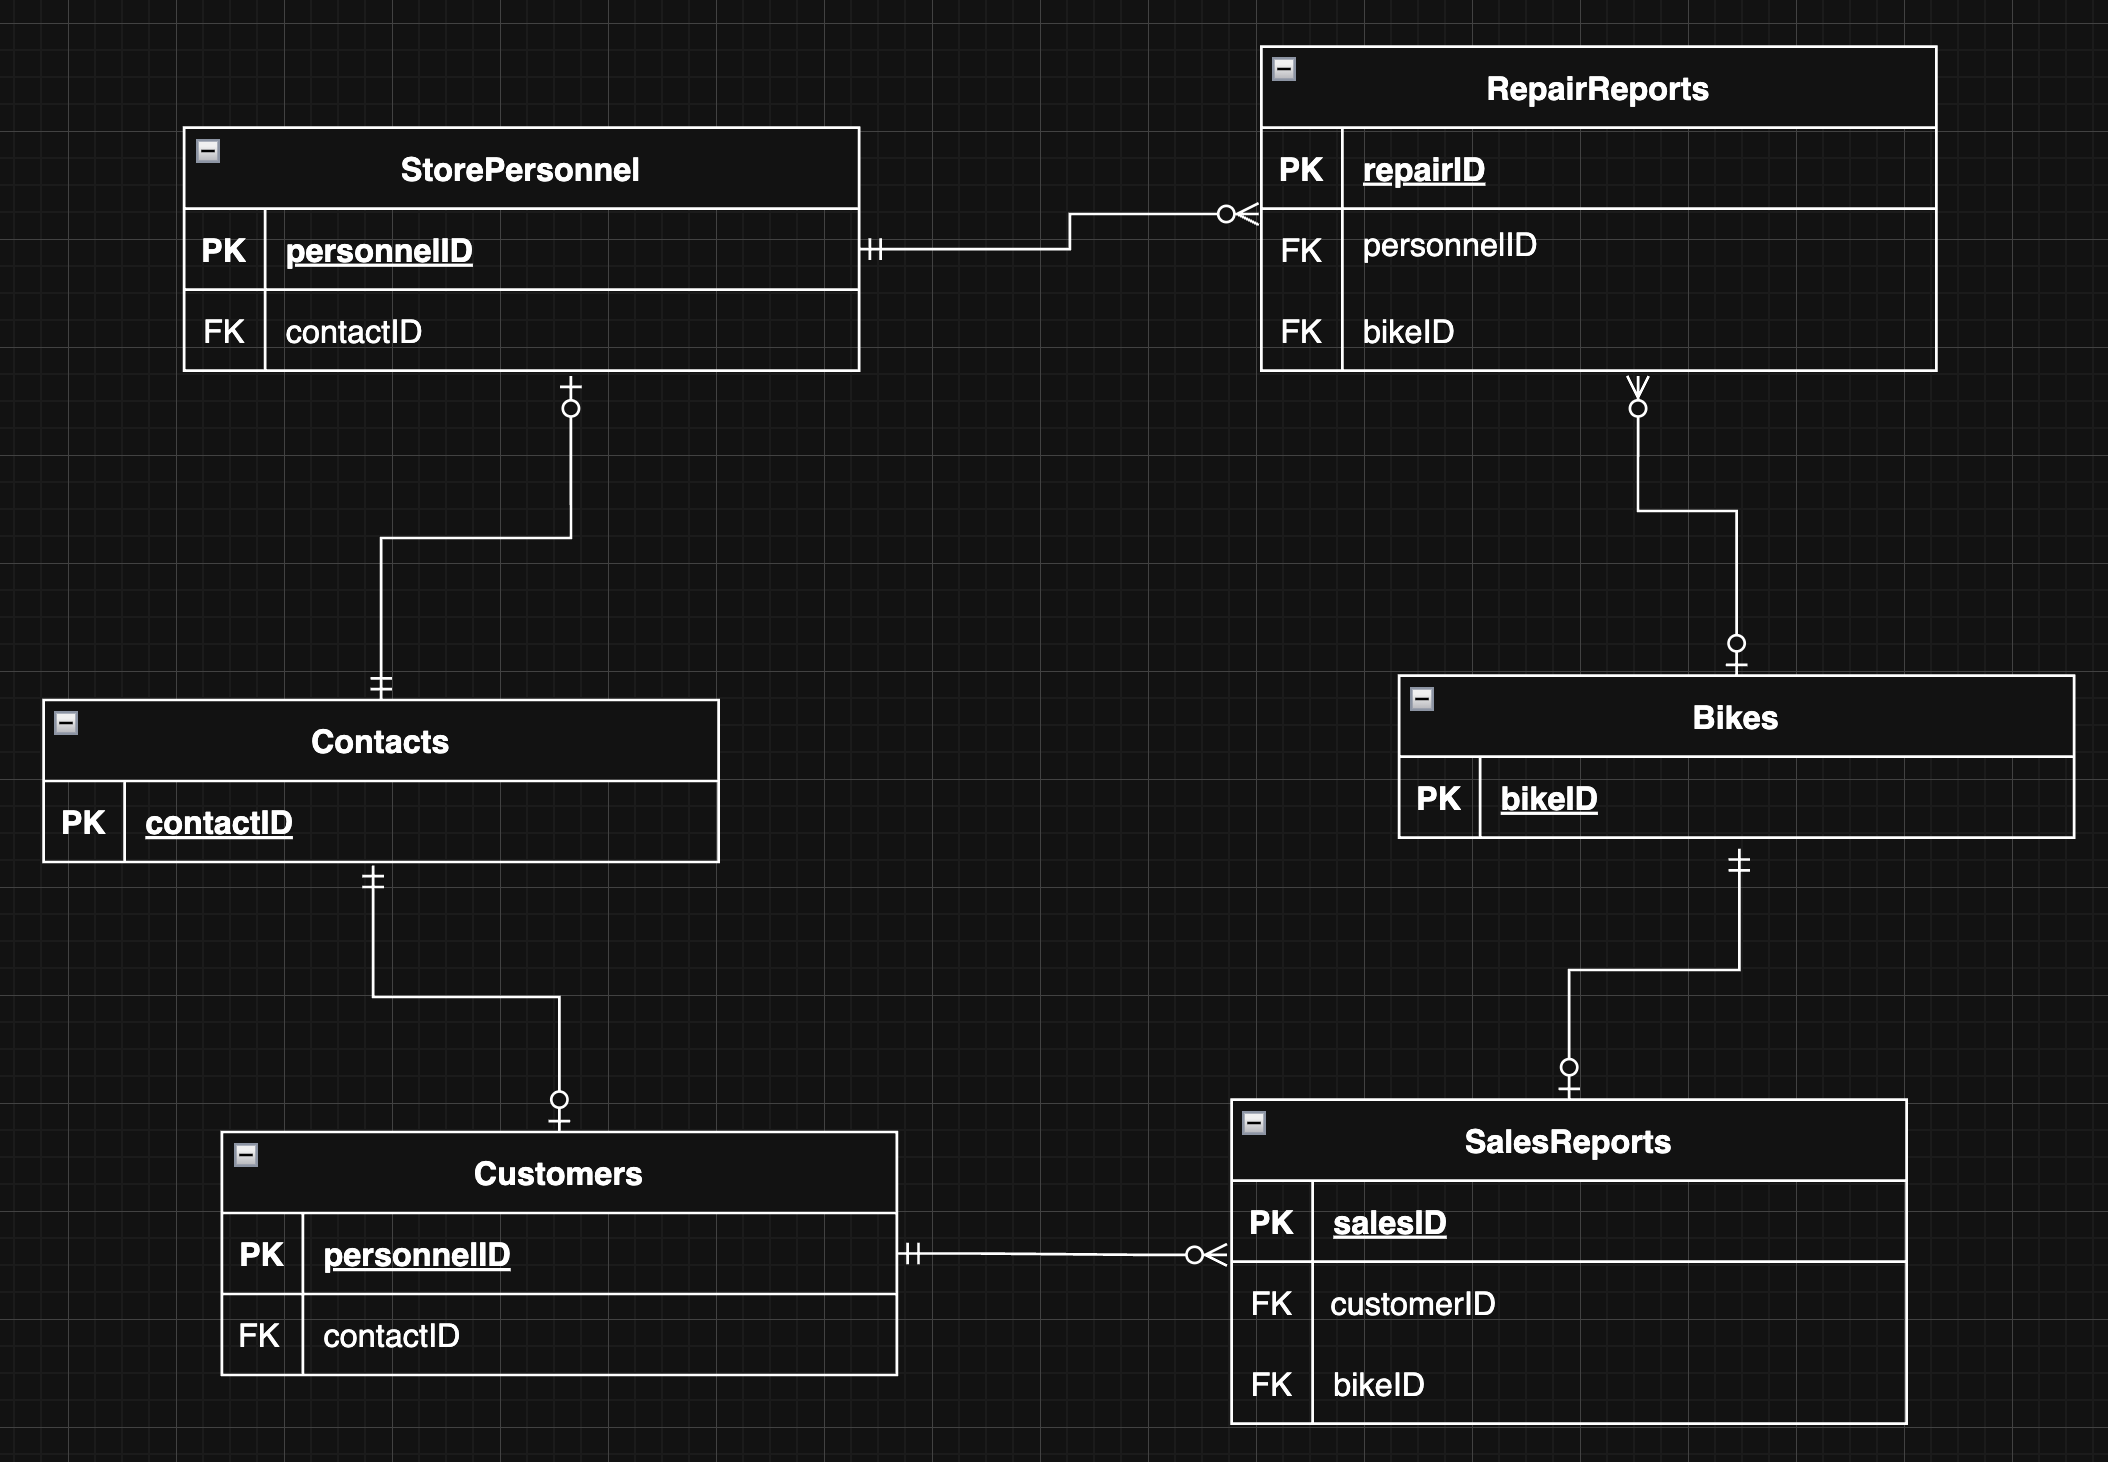 StorePersonnel
PK personnelID
FK contactID
RepairReports
PK repairID
FK personnelID
FK bikeID
Contacts
PK contactID
Bikes
PK bikeID
Customers
PK personnelID
FK contactID
SalesReports
PK salesID
FK customerID
FK bikeID